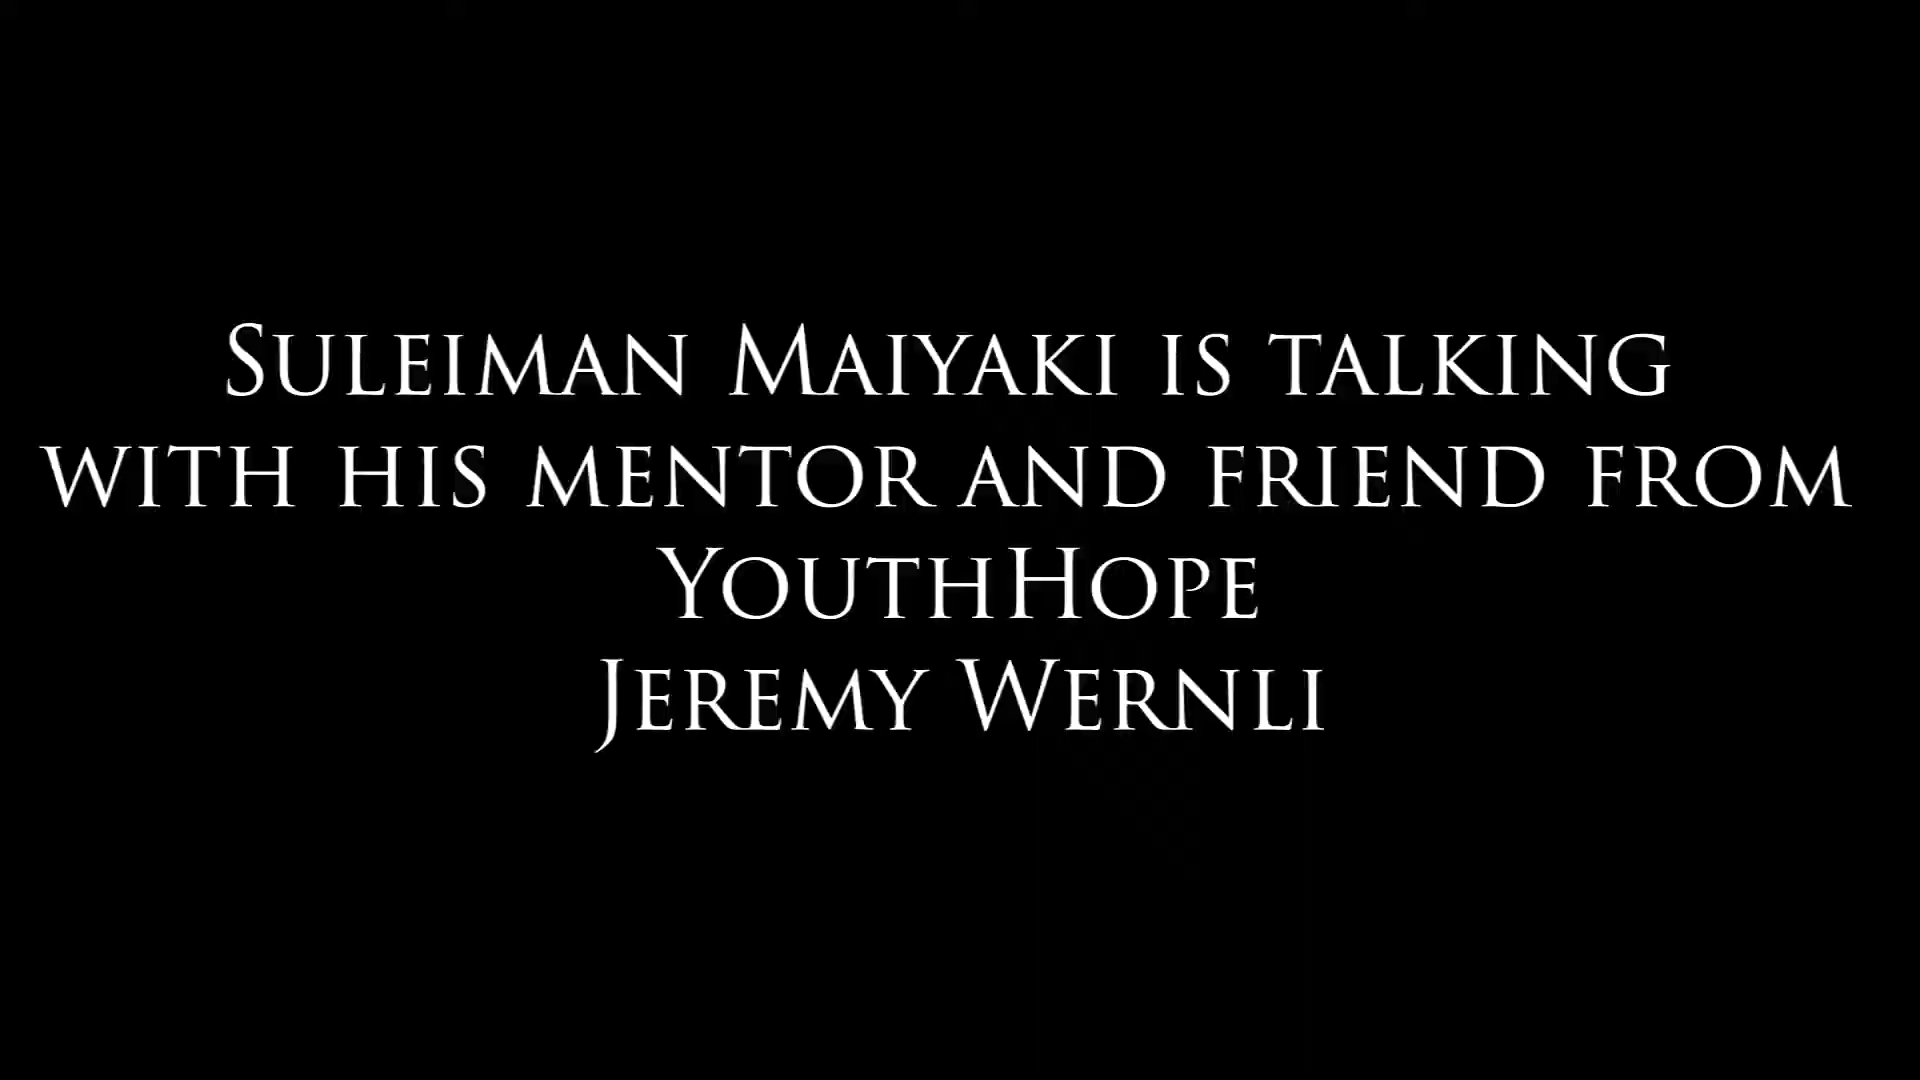 Suleiman Maiyaki is talking
with his mentor and friend from
YouthHope
Jeremy Wernli